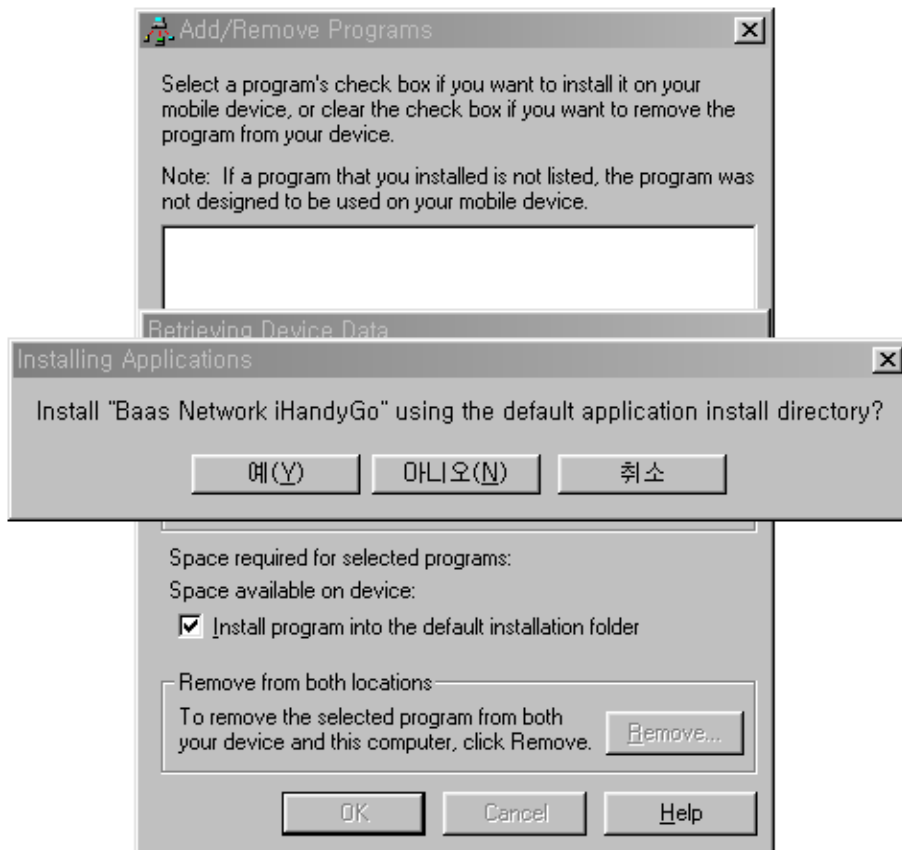 Add/Remove Programs
Select a program's check box if you want to install it on your
mobile device, or clear the check box if you want to remove the
program from your device.
Note: If a program that you installed is not listed, the program was
not designed to be used on your mobile device.
Retrieving Device Data
Installing Applications
Install "Baas Network iHandyGo" using the default application install directory?
예(Y)
아니오(N)
취소
Space required for selected programs:
Space available on device:
Install program into the default installation folder
Remove from both locations
To remove the selected program from both
your device and this computer, click Remove.
Remove...
OK
Cancel
Help